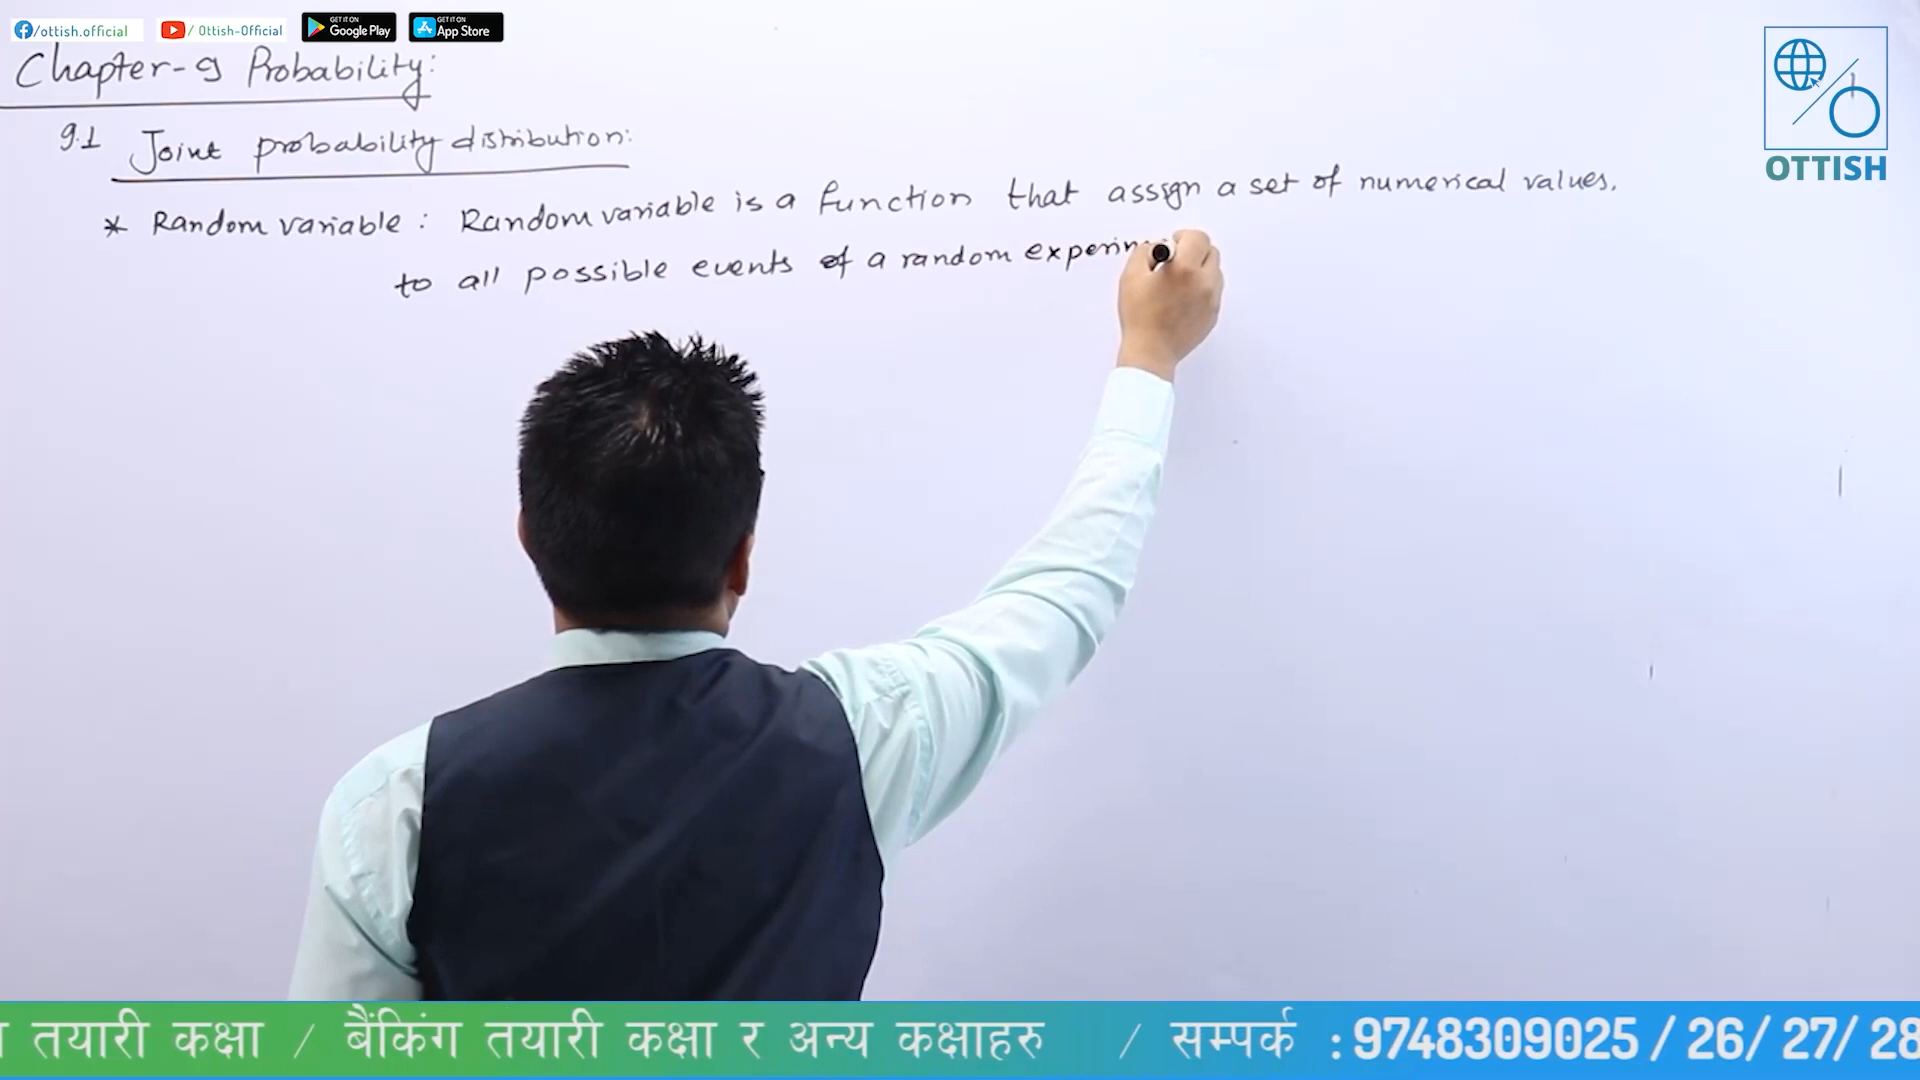 /ottish.official / Ottish-Official GET IT ON Google Play GET IT ON App Store
Chapter-9 Probability:
9.1 Joint probability distribution:
* Random variable : Random variable is a function that assign a set of numerical values.
to all possible events of a random
OTTISH
तयारी कक्षा / बैंकिंग तयारी कक्षा र अन्य कक्षाहरु / सम्पर्क : 9748309025 / 26/ 27/ 28